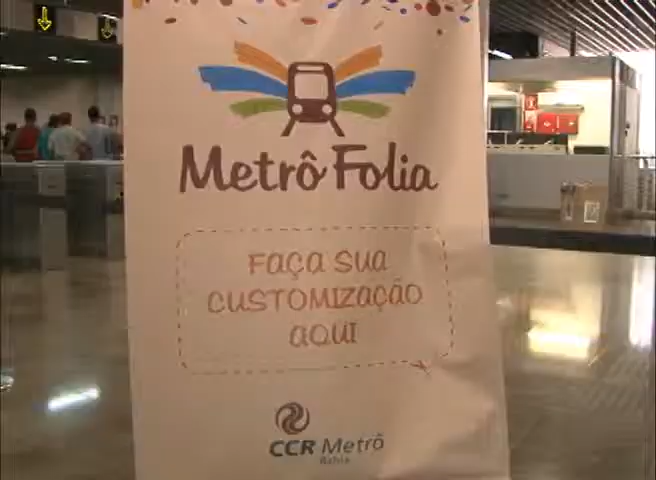 Metrô Folia
FAÇA SUA
CUSTOMIZAÇÃO
AQUI
CCR Metrô
Bahia